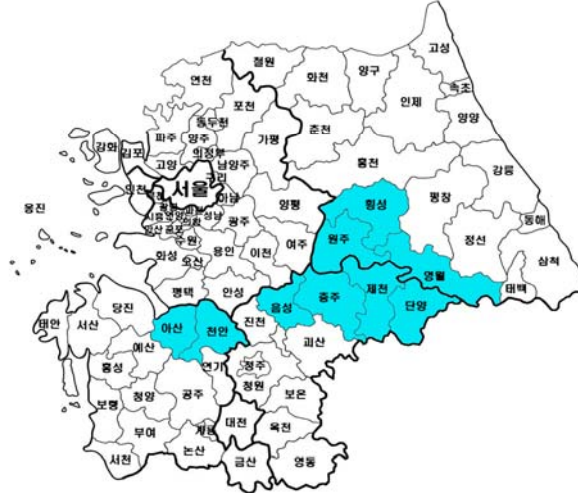 고성
철원
양구
화천
연천
속초
인제
포천
양양
동두천
춘천
파주
양주
가평
강화
김포
의정부
고양
남양주
홍천
구리
강릉
서울
인천
하남
양평
횡성
평창
옹진
동해
시흥
성남
광주
원주
정선
삼척
수원
여주
화성
오산
용인
이천
영월
태백
평택
안성
충주
제천
단양
당진
음성
태안
서산
아산
천안
진천
괴산
예산
연기
홍성
청주
청원
보은
보령
청양
공주
대전
옥천
부여
계룡
논산
서천
금산
영동